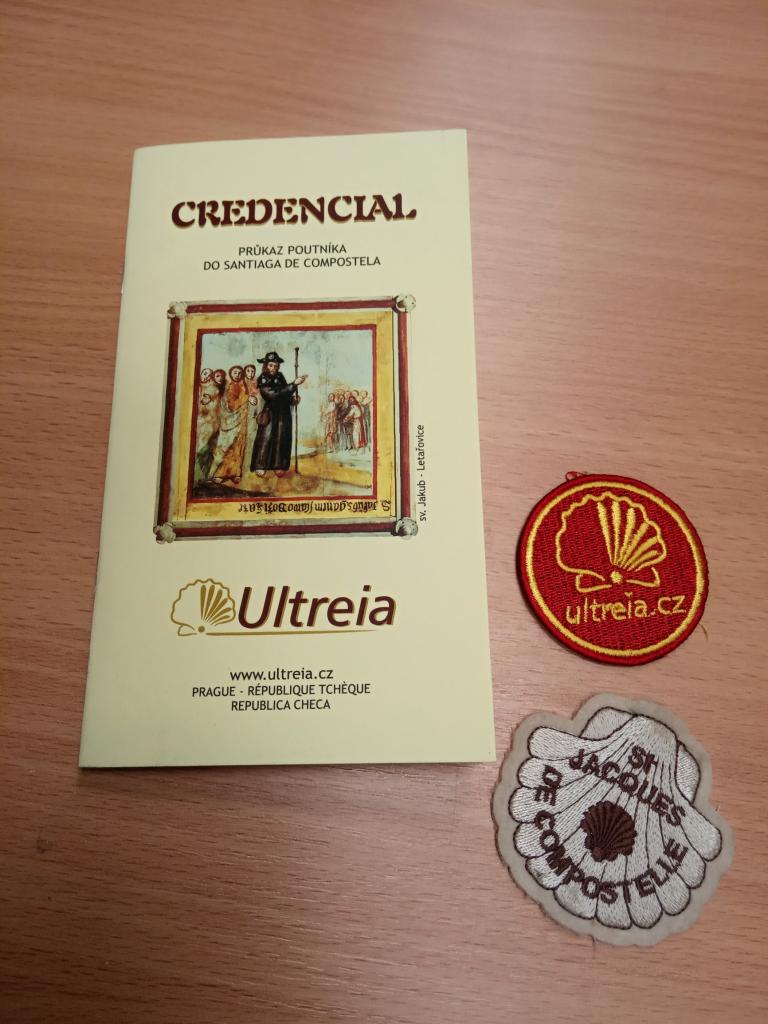 CREDENCIAL
PRŮKAZ POUTNÍKA
DO SANTIAGA DE COMPOSTELA
sv. Jakub - Letařovice
Ultreia
www.ultreia.cz
PRAGUE - RÉPUBLIQUE TCHÈQUE
REPUBLICA CHECA
ultreia.cz
St
JACQUES
DE COMPOSTELLE